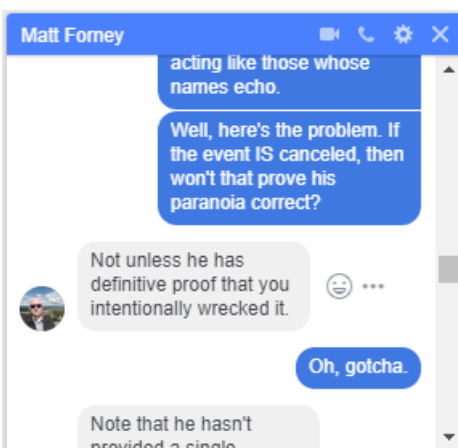 Matt Forney
acting like those whose
names echo.
Well, here's the problem. If
the event IS canceled, then
won't that prove his
paranoia correct?
Not unless he has
definitive proof that you
intentionally wrecked it.
Oh, gotcha.
Note that he hasn't
provided a single